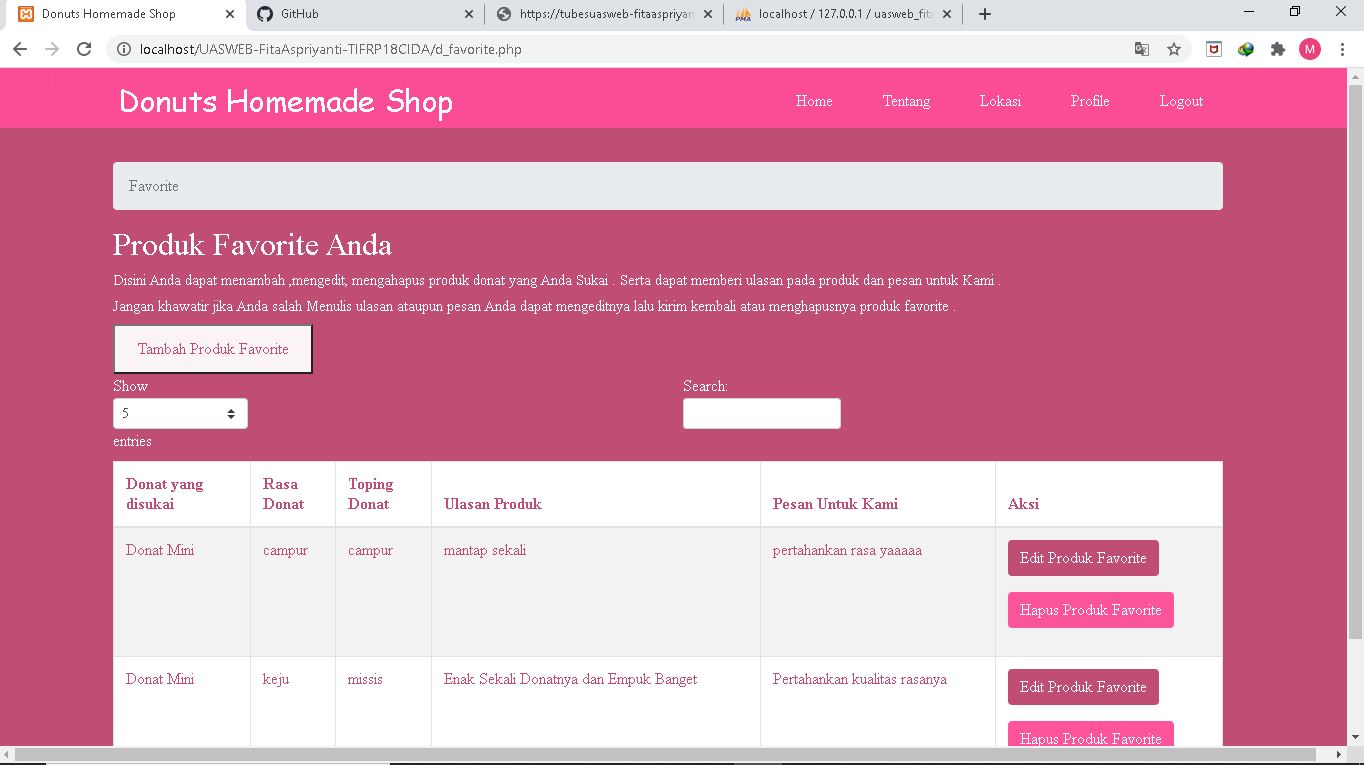 Donuts Homemade Shop
GitHub
https://tubesuasweb-fitaaspriyan
localhost / 127.0.0.1 / uasweb_fita
localhost/UASWEB-FitaAspriyanti-TIFRP18CIDA/d_favorite.php
M
Donuts Homemade Shop
Home
Tentang
Lokasi
Profile
Logout
Favorite
Produk Favorite Anda
Disini Anda dapat menambah ,mengedit, mengahapus produk donat yang Anda Sukai . Serta dapat memberi ulasan pada produk dan pesan untuk Kami .
Jangan khawatir jika Anda salah Menulis ulasan ataupun pesan Anda dapat mengeditnya lalu kirim kembali atau menghapusnya produk favorite .
Tambah Produk Favorite
Show
5
entries
Search:
Donat yang disukai
Rasa Donat
Toping Donat
Ulasan Produk
Pesan Untuk Kami
Aksi
Donat Mini
campur
campur
mantap sekali
pertahankan rasa yaaaaa
Edit Produk Favorite
Hapus Produk Favorite
Donat Mini
keju
missis
Enak Sekali Donatnya dan Empuk Banget
Pertahankan kualitas rasanya
Edit Produk Favorite
Hapus Produk Favorite